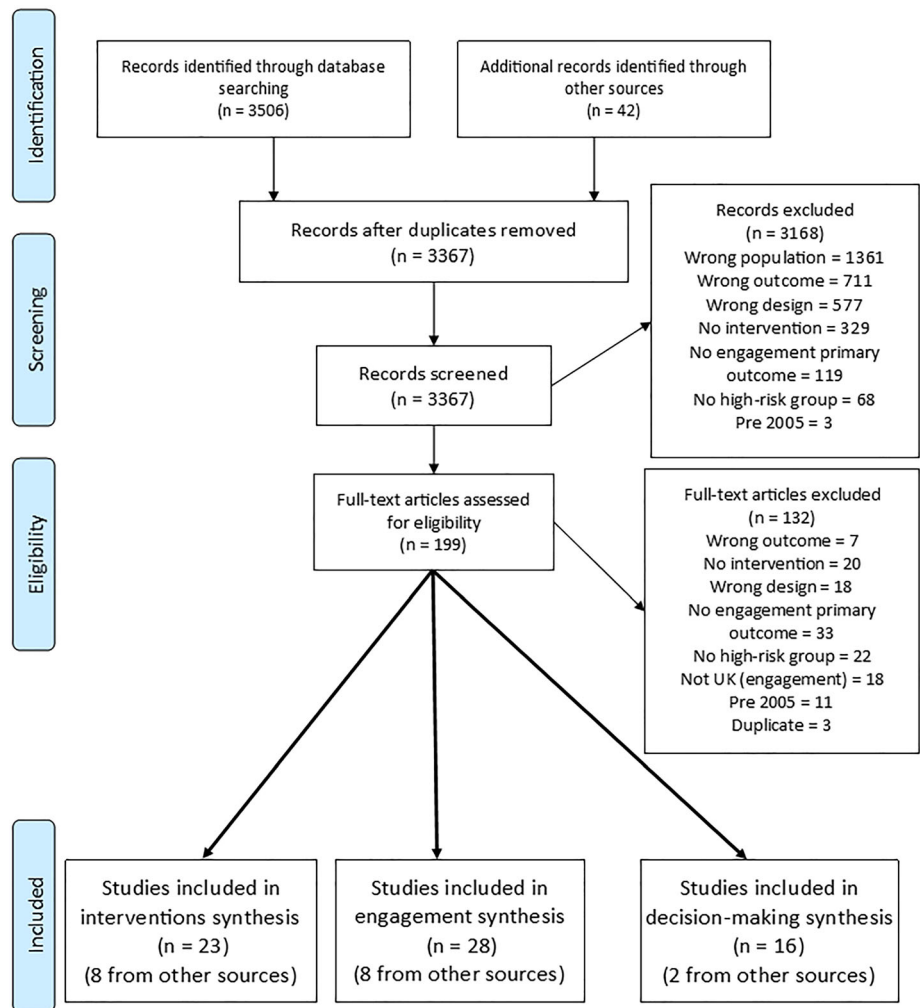 Identification
Records identified through database
searching
(n = 3506)
Additional records identified through
other sources
(n = 42)
Records after duplicates removed
(n = 3367)
Screening
Records screened
(n = 3367)
Records excluded
(n = 3168)
Wrong population = 1361
Wrong outcome = 711
Wrong design = 577
No intervention = 329
No engagement primary
outcome = 119
No high-risk group = 68
Pre 2005 = 3
Eligibility
Full-text articles assessed
for eligibility
(n = 199)
Full-text articles excluded
(n = 132)
Wrong outcome = 7
No intervention = 20
Wrong design = 18
No engagement primary
outcome = 33
No high-risk group = 22
Not UK (engagement) = 18
Pre 2005 = 11
Duplicate = 3
Included
Studies included in
interventions synthesis
(n = 23)
(8 from other sources)
Studies included in
engagement synthesis
(n = 28)
(8 from other sources)
Studies included in
decision-making synthesis
(n = 16)
(2 from other sources)